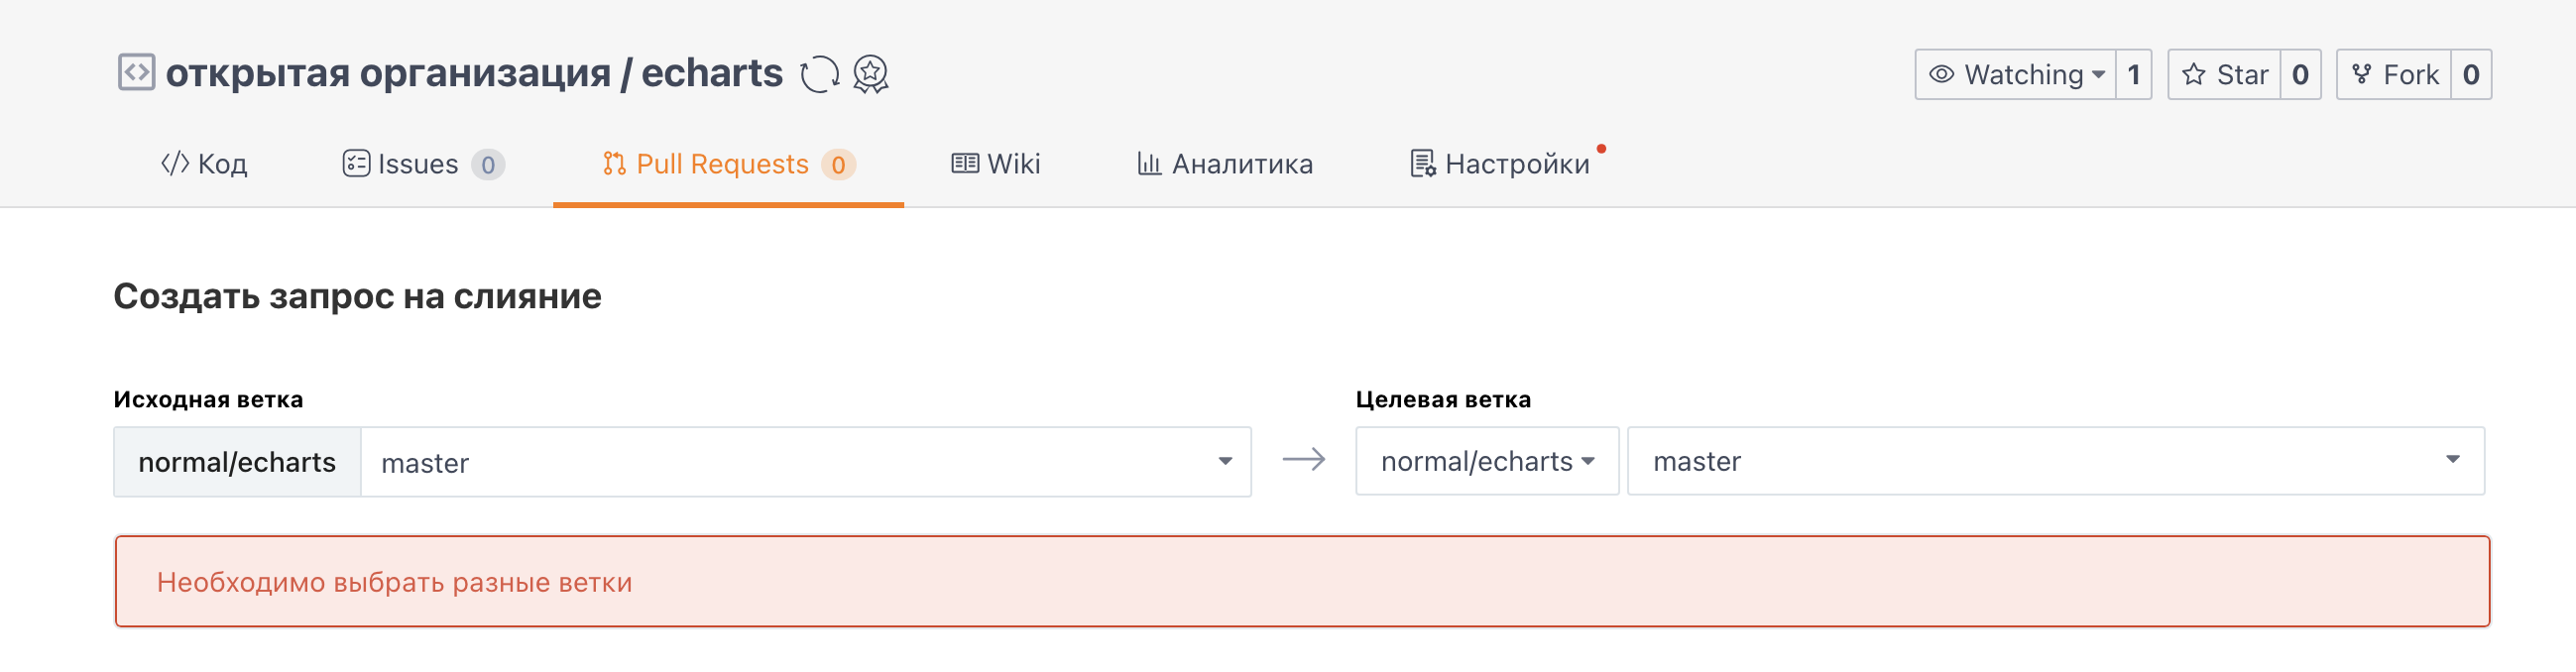 открытая организация / echarts
Watching 1 Star 0 Fork 0
Код Issues 0 Pull Requests 0 Wiki Аналитика Настройки
Создать запрос на слияние
Исходная ветка Целевая ветка
normal/echarts master normal/echarts master
Необходимо выбрать разные ветки